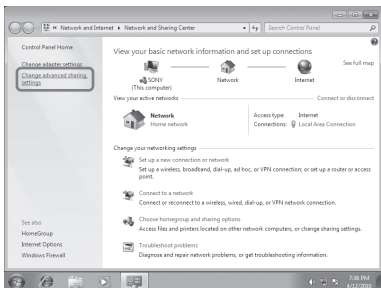 « Network and Internet ▸ Network and Sharing Center
Search Control Panel
Control Panel Home
Change adapter settings
Change advanced sharing
settings
See also
HomeGroup
Internet Options
Windows Firewall
View your basic network information and set up connections
See full map
SONY
(This computer)
Network
Internet
View your active networks
Connect or disconnect
Network
Home network
Access type: Internet
Connections: Local Area Connection
Change your networking settings
Set up a new connection or network
Set up a wireless, broadband, dial-up, ad hoc, or VPN connection; or set up a router or access
point.
Connect to a network
Connect or reconnect to a wireless, wired, dial-up, or VPN network connection.
Choose homegroup and sharing options
Access files and printers located on other network computers, or change sharing settings.
Troubleshoot problems
Diagnose and repair network problems, or get troubleshooting information.
7:36 PM
4/12/2010